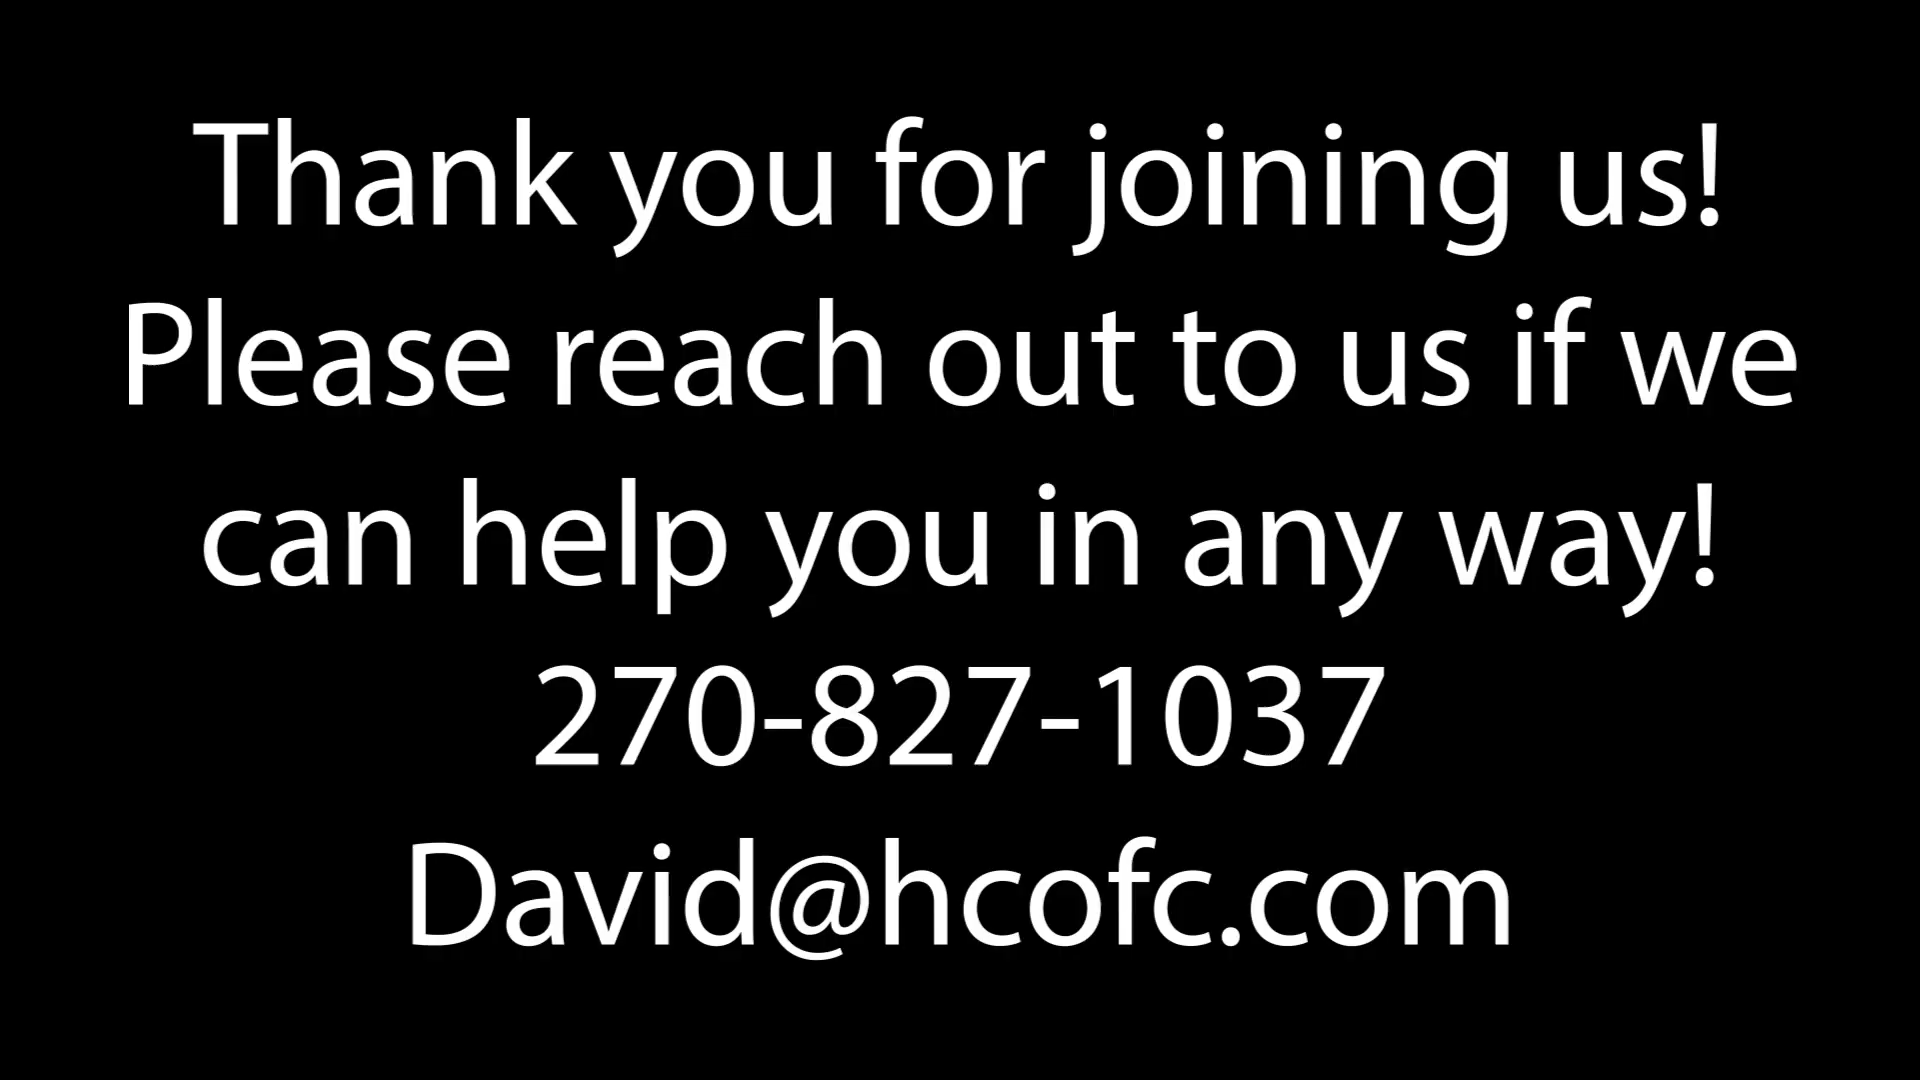 Thank you for joining us!
Please reach out to us if we
can help you in any way!
270-827-1037
David@hcofc.com